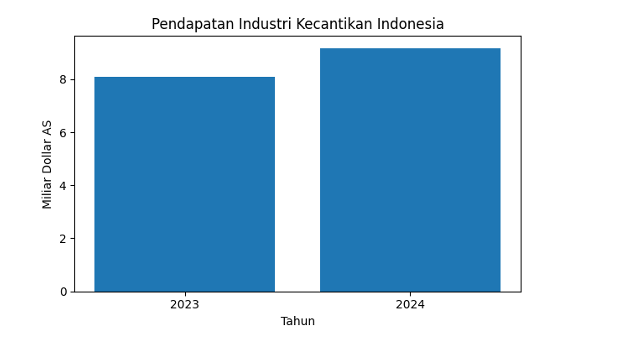 Pendapatan Industri Kecantikan Indonesia
Miliar Dollar AS
8
6
4
2
0
2023 2024
Tahun